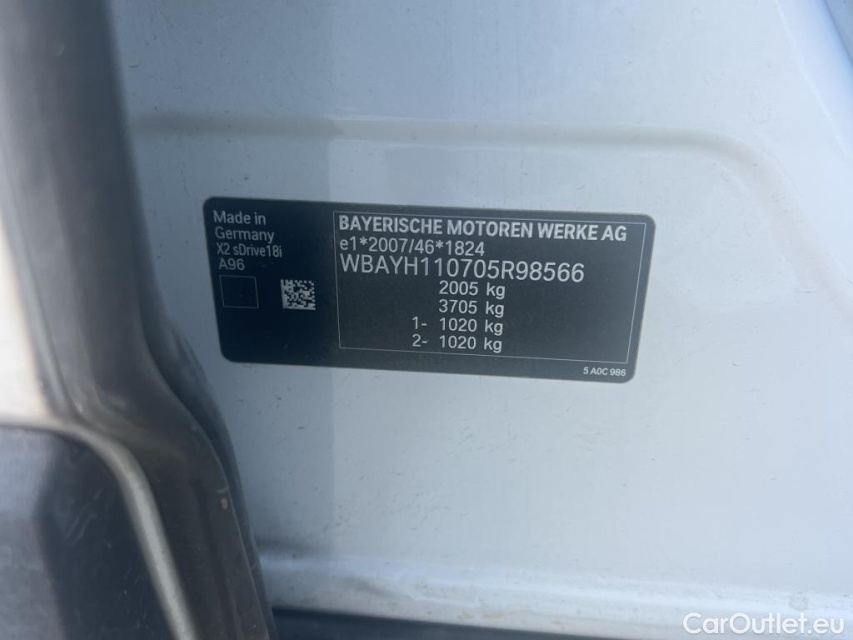 Made in
Germany
X2 sDrive18i
A96
BAYERISCHE MOTOREN WERKE AG
e1*2007/46*1824
WBAYH110705R98566
2005 kg
3705 kg
1- 1020 kg
2- 1020 kg
5 A0C 986
CarOutlet.eu